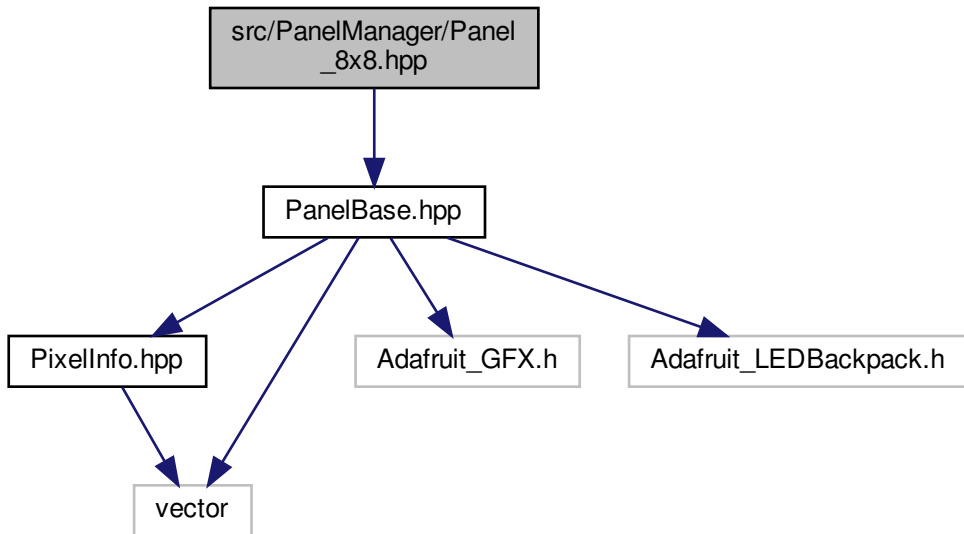 src/PanelManager/Panel
_8x8.hpp
PanelBase.hpp
PixelInfo.hpp
Adafruit_GFX.h
Adafruit_LEDBackpack.h
vector